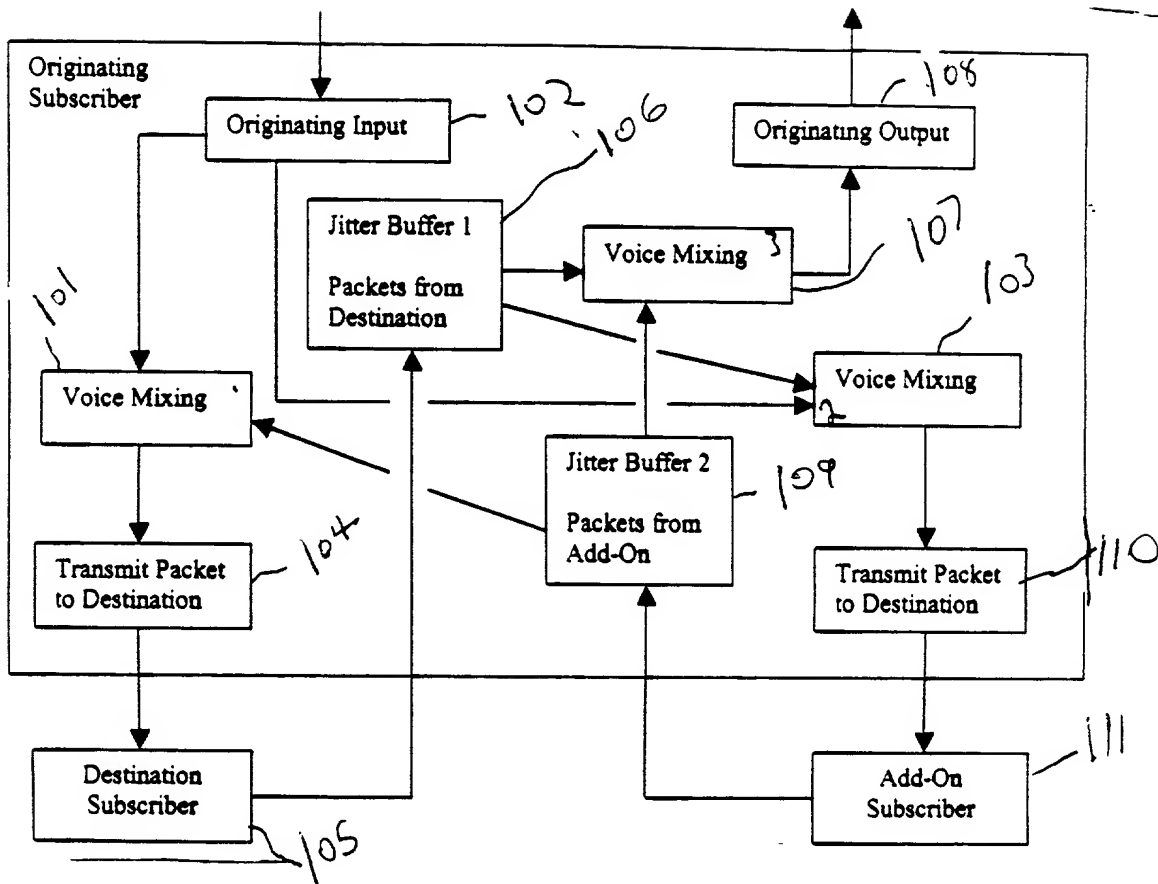 Originating
Subscriber
Originating Input
102
106
108
Originating Output
Jitter Buffer 1
Packets from
Destination
Voice Mixing 3
107
103
101
Voice Mixing
Voice Mixing
2
Jitter Buffer 2
Packets from
Add-On
109
104
Transmit Packet
to Destination
Transmit Packet
to Destination
110
Destination
Subscriber
105
Add-On
Subscriber
111